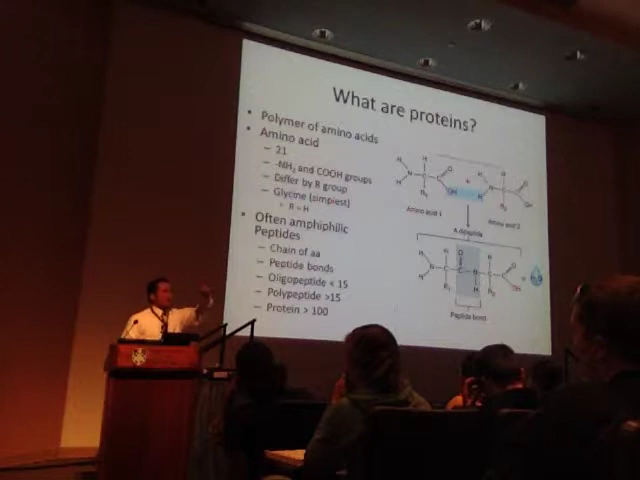 What are proteins?
• Polymer of amino acids
• Amino acid
– 21
– -NH₂ and COOH groups
– Differ by R group
– Glycine (simplest)
• R = H
• Often amphiphilic
Peptides
– Chain of aa
– Peptide bonds
– Oligopeptide < 15
– Polypeptide >15
– Protein > 100
Amino acid 1
Amino acid 2
A dipeptide
Peptide bond